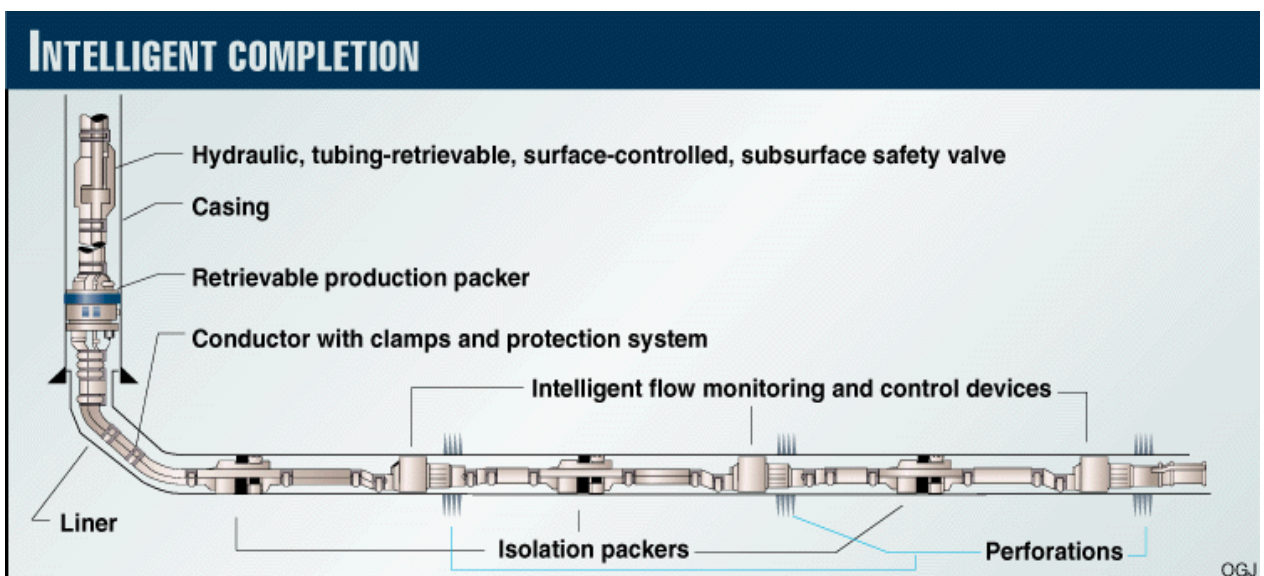 INTELLIGENT COMPLETION
Hydraulic, tubing-retrievable, surface-controlled, subsurface safety valve
Casing
Retrievable production packer
Conductor with clamps and protection system
Intelligent flow monitoring and control devices
Liner
Isolation packers
Perforations
OGJ